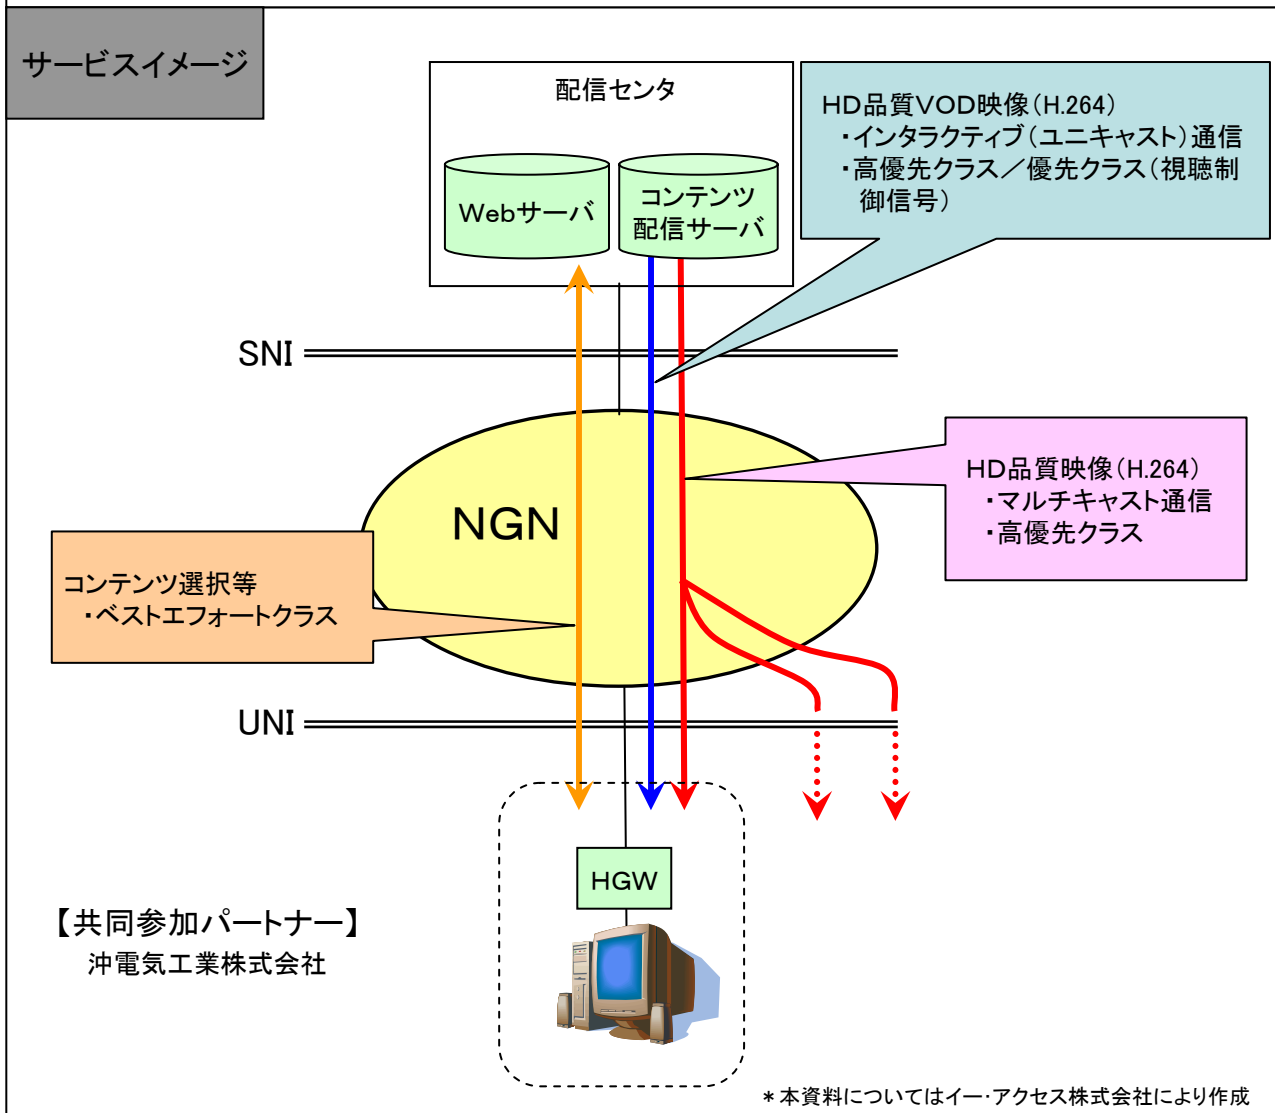 サービスイメージ
配信センタ
Webサーバ
コンテンツ
配信サーバ
HD品質VOD映像(H.264)
・インタラクティブ(ユニキャスト)通信
・高優先クラス/優先クラス(視聴制
御信号)
SNI
NGN
HD品質映像(H.264)
・マルチキャスト通信
・高優先クラス
コンテンツ選択等
・ベストエフォートクラス
UNI
HGW
【共同参加パートナー】
沖電気工業株式会社
*本資料についてはイー・アクセス株式会社により作成